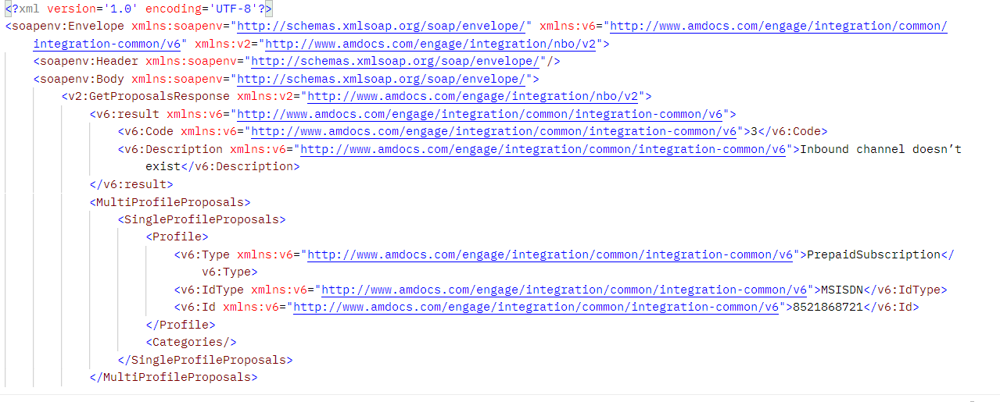 <?xml version='1.0' encoding='UTF-8'?>
<soapenv:Envelope xmlns:soapenv="http://schemas.xmlsoap.org/soap/envelope/" xmlns:v6="http://www.amdocs.com/engage/integration/common/
integration-common/v6" xmlns:v2="http://www.amdocs.com/engage/integration/nbo/v2">
<soapenv:Header xmlns:soapenv="http://schemas.xmlsoap.org/soap/envelope/"/>
<soapenv:Body xmlns:soapenv="http://schemas.xmlsoap.org/soap/envelope/">
<v2:GetProposalsResponse xmlns:v2="http://www.amdocs.com/engage/integration/nbo/v2">
<v6:result xmlns:v6="http://www.amdocs.com/engage/integration/common/integration-common/v6">
<v6:Code xmlns:v6="http://www.amdocs.com/engage/integration/common/integration-common/v6">3</v6:Code>
<v6:Description xmlns:v6="http://www.amdocs.com/engage/integration/common/integration-common/v6">Inbound channel doesn’t
exist</v6:Description>
</v6:result>
<MultiProfileProposals>
<SingleProfileProposals>
<Profile>
<v6:Type xmlns:v6="http://www.amdocs.com/engage/integration/common/integration-common/v6">PrepaidSubscription</
v6:Type>
<v6:IdType xmlns:v6="http://www.amdocs.com/engage/integration/common/integration-common/v6">MSISDN</v6:IdType>
<v6:Id xmlns:v6="http://www.amdocs.com/engage/integration/common/integration-common/v6">8521868721</v6:Id>
</Profile>
<Categories/>
</SingleProfileProposals>
</MultiProfileProposals>